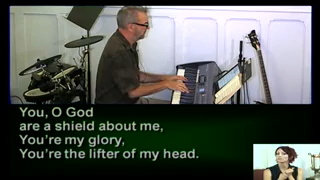 You, O God
are a shield about me,
You're my glory,
You're the lifter of my head.